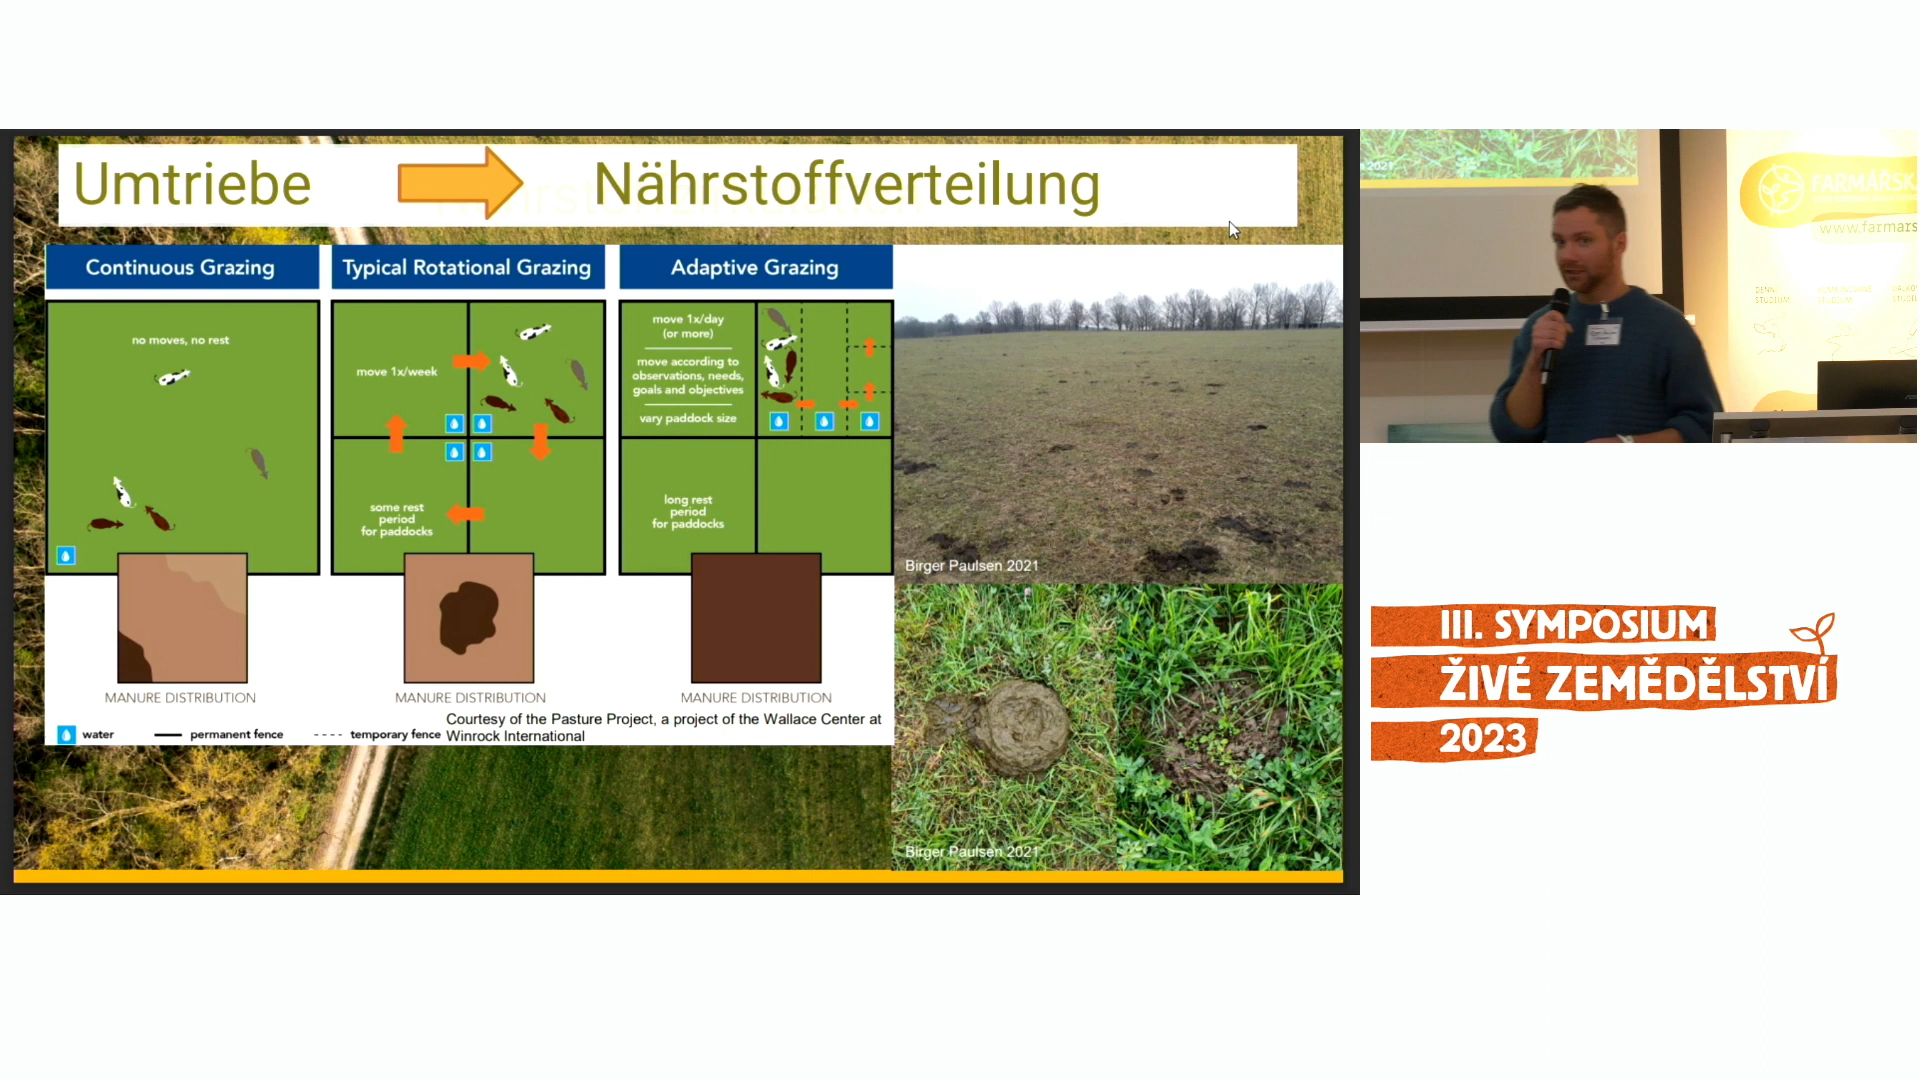 Umtriebe
Nährstoffverteilung
Continuous Grazing
no moves, no rest
MANURE DISTRIBUTION
Typical Rotational Grazing
move 1x/week
some rest
period
for paddocks
MANURE DISTRIBUTION
Adaptive Grazing
move 1x/day
(or more)
move according to
observations, needs,
goals and objectives
vary paddock size
long rest
period
for paddocks
MANURE DISTRIBUTION
water
permanent fence
temporary fence
Courtesy of the Pasture Project, a project of the Wallace Center at
Winrock International
Birger Paulsen 2021
Birger Paulsen 2021
2021
FARMÁŘSK
www.farmars
STUDIUM
STUDIUM
III. SYMPOSIUM
ŽIVÉ ZEMĚDĚLSTVÍ
2023